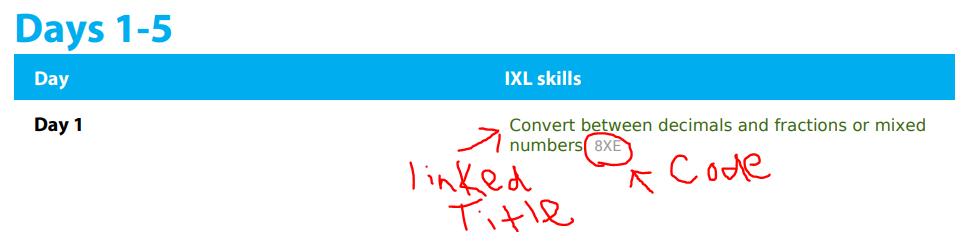 Days 1-5
Day IXL skills
Day 1 Convert between decimals and fractions or mixed
numbers 8XE
linked
Title
Code